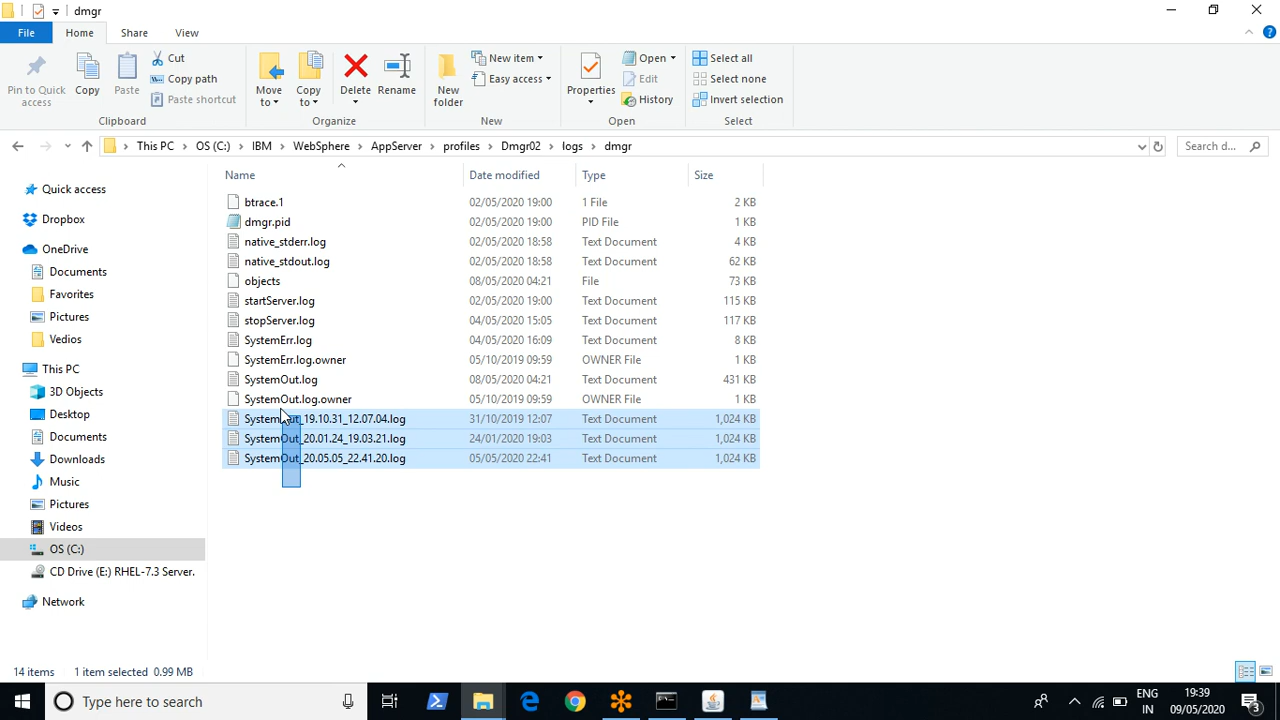 dmgr
File Home Share View
Pin to Quick access
Copy
Paste
Cut
Copy path
Paste shortcut
Clipboard
Move to
Copy to
Delete
Rename
Organize
New folder
New item
Easy access
New
Properties
Open
Edit
History
Open
Select all
Select none
Invert selection
Select
This PC OS (C:) IBM WebSphere AppServer profiles Dmgr02 logs dmgr
Search d...
Quick access
Dropbox
OneDrive
Documents
Favorites
Pictures
Vedios
This PC
3D Objects
Desktop
Documents
Downloads
Music
Pictures
Videos
OS (C:)
CD Drive (E:) RHEL-7.3 Server.
Network
Name Date modified Type Size
btrace.1 02/05/2020 19:00 1 File 2 KB
dmgr.pid 02/05/2020 19:00 PID File 1 KB
native_stderr.log 02/05/2020 18:58 Text Document 4 KB
native_stdout.log 02/05/2020 18:58 Text Document 62 KB
objects 08/05/2020 04:21 File 73 KB
startServer.log 02/05/2020 19:00 Text Document 115 KB
stopServer.log 04/05/2020 15:05 Text Document 117 KB
SystemErr.log 04/05/2020 16:09 Text Document 8 KB
SystemErr.log.owner 05/10/2019 09:59 OWNER File 1 KB
SystemOut.log 08/05/2020 04:21 Text Document 431 KB
SystemOut.log.owner 05/10/2019 09:59 OWNER File 1 KB
SystemOut_19.10.31_12.07.04.log 31/10/2019 12:07 Text Document 1,024 KB
SystemOut_20.01.24_19.03.21.log 24/01/2020 19:03 Text Document 1,024 KB
SystemOut_20.05.05_22.41.20.log 05/05/2020 22:41 Text Document 1,024 KB
14 items 1 item selected 0.99 MB
Type here to search
ENG
IN
19:39
09/05/2020
3